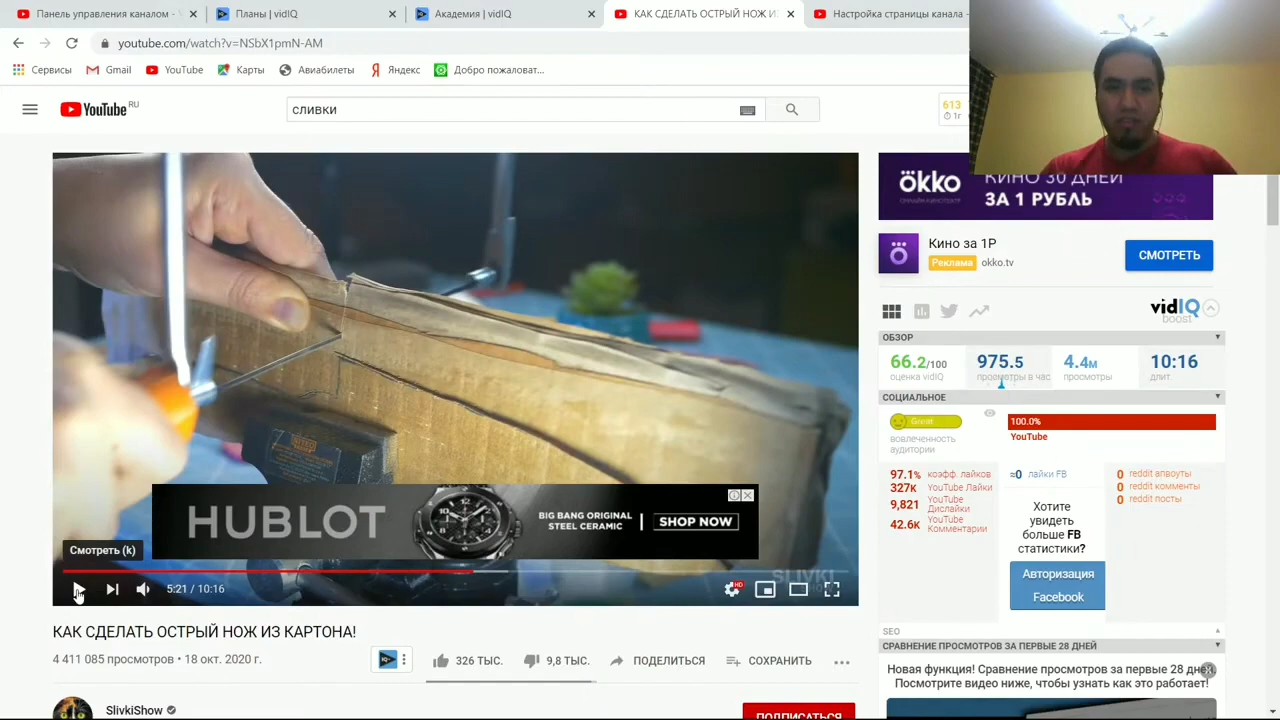 Панель управления каналом -
Планы | vidIQ
Академия | vidIQ
КАК СДЕЛАТЬ ОСТРЫЙ НОЖ ИЗ
Настройка страницы канала -
youtube.com/watch?v=NSbX1pmN-AM
Сервисы
Gmail
YouTube
Карты
Авиабилеты
Яндекс
Добро пожаловат...
YouTube RU
сливки
613
1г
okko
КИНО 30 ДНЕЙ
ЗА 1 РУБЛЬ
Кино за 1Р
Реклама okko.tv
СМОТРЕТЬ
vidIQ
boost
ОБЗОР
66.2/100
оценка vidIQ
975.5
просмотры в час
4.4м
просмотры
10:16
длит.
СОЦИАЛЬНОЕ
Good!
вовлеченность
аудитории
100.0%
YouTube
97.1% коэфф. лайков
327K YouTube Лайки
9,821 YouTube
Дислайки
42.6K YouTube
Комментарии
≈0 лайки FB
Хотите
увидеть
больше FB
статистики?
Авторизация
Facebook
0 reddit апвоуты
0 reddit комменты
0 reddit посты
SEO
СРАВНЕНИЕ ПРОСМОТРОВ ЗА ПЕРВЫЕ 28 ДНЕЙ
Новая функция! Сравнение просмотров за первые 28 дней.
Посмотрите видео ниже, чтобы узнать как это работает!
HUBLOT
BIG BANG ORIGINAL
STEEL CERAMIC
SHOP NOW
Смотреть (k)
SLIVKI
5:21 / 10:16
HD
КАК СДЕЛАТЬ ОСТРЫЙ НОЖ ИЗ КАРТОНА!
4 411 085 просмотров • 18 окт. 2020 г.
326 ТЫС.
9,8 ТЫС.
ПОДЕЛИТЬСЯ
СОХРАНИТЬ
SlivkiShow
ПОДПИСАТЬСЯ